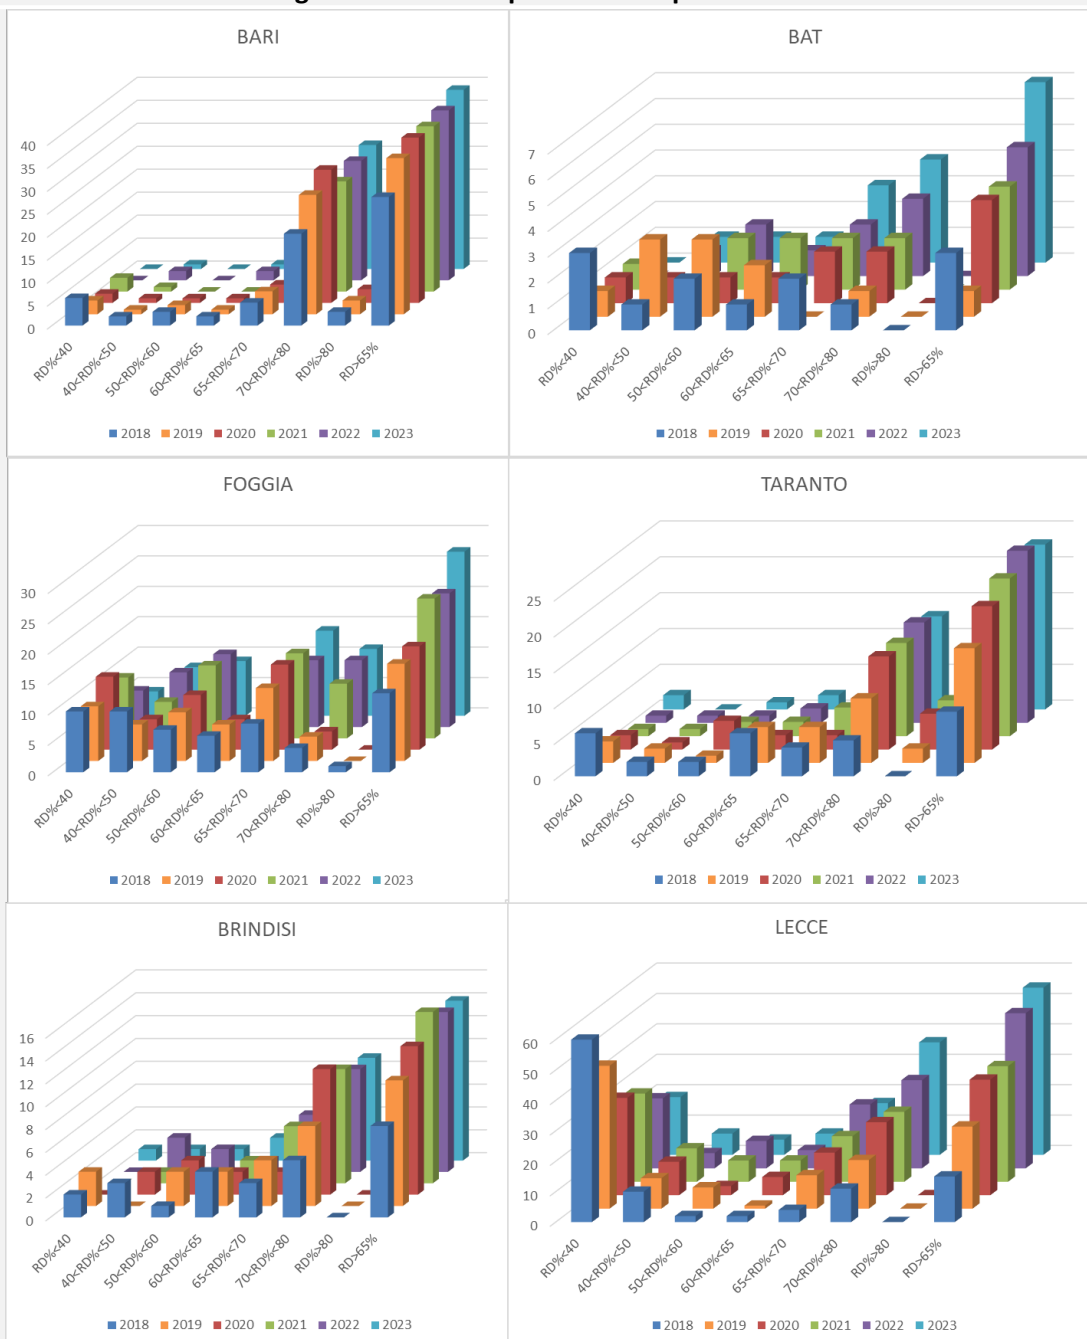 BARI
40
35
30
25
20
15
10
5
0
RD%<40
40<RD%<50
50<RD%<60
60<RD%<65
65<RD%<70
70<RD%<80
RD%>80
RD>65%
2018 2019 2020 2021 2022 2023
BAT
7
6
5
4
3
2
1
0
RD%<40
40<RD%<50
50<RD%<60
60<RD%<65
65<RD%<70
70<RD%<80
RD%>80
RD>65%
2018 2019 2020 2021 2022 2023
FOGGIA
30
25
20
15
10
5
0
RD%<40
40<RD%<50
50<RD%<60
60<RD%<65
65<RD%<70
70<RD%<80
RD%>80
RD>65%
2018 2019 2020 2021 2022 2023
TARANTO
25
20
15
10
5
0
RD%<40
40<RD%<50
50<RD%<60
60<RD%<65
65<RD%<70
70<RD%<80
RD%>80
RD>65%
2018 2019 2020 2021 2022 2023
BRINDISI
16
14
12
10
8
6
4
2
0
RD%<40
40<RD%<50
50<RD%<60
60<RD%<65
65<RD%<70
70<RD%<80
RD%>80
RD>65%
2018 2019 2020 2021 2022 2023
LECCE
60
50
40
30
20
10
0
RD%<40
40<RD%<50
50<RD%<60
60<RD%<65
65<RD%<70
70<RD%<80
RD%>80
RD>65%
2018 2019 2020 2021 2022 2023